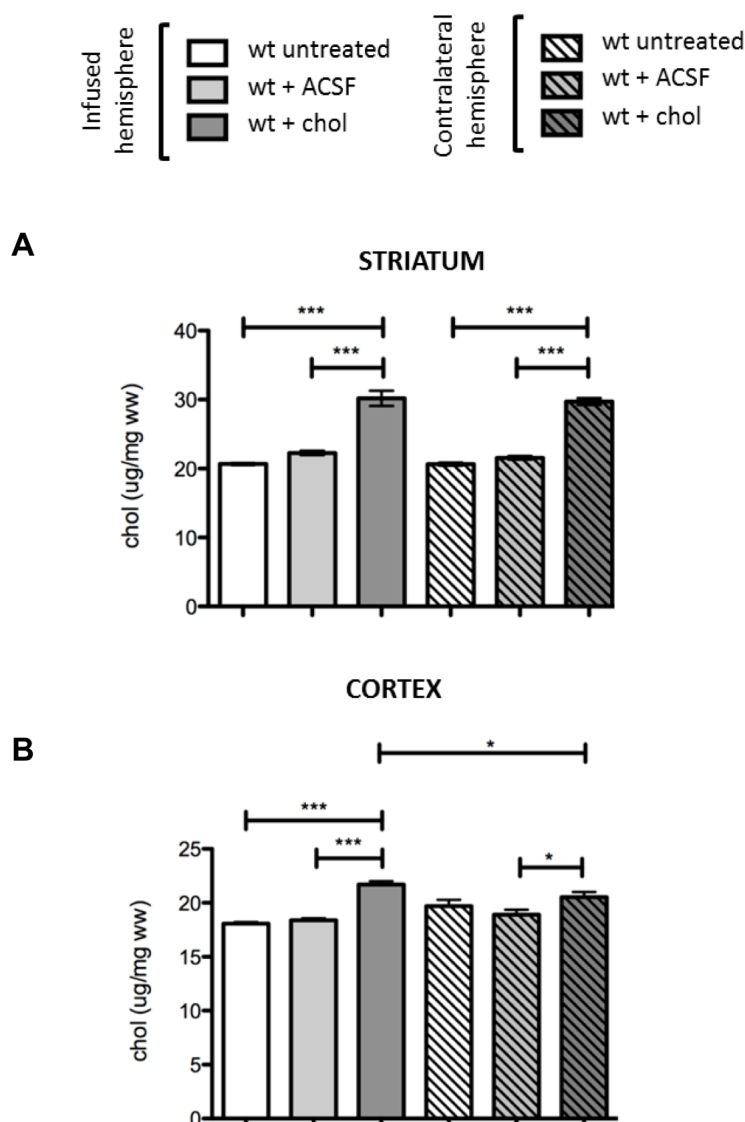 Infused
hemisphere
wt untreated
wt + ACSF
wt + chol
Contralateral
hemisphere
wt untreated
wt + ACSF
wt + chol
A
STRIATUM
***
***
***
***
40
30
20
10
0
chol (ug/mg ww)
CORTEX
B
*
***
***
*
25
20
15
10
5
0
chol (ug/mg ww)